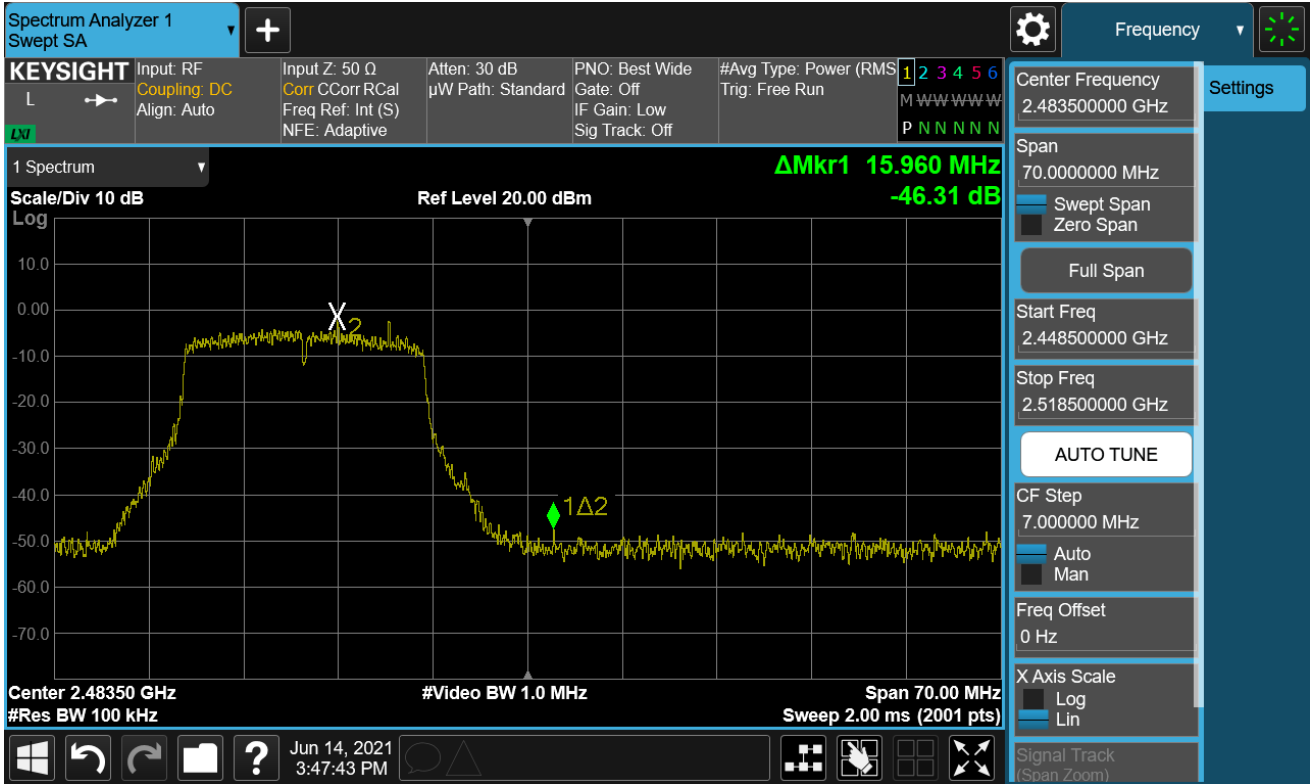 Spectrum Analyzer 1
Swept SA
+
Frequency
KEYSIGHT
L
LXI
Input: RF
Coupling: DC
Align: Auto
Input Z: 50 Ω
Corr CCorr RCal
Freq Ref: Int (S)
NFE: Adaptive
Atten: 30 dB
µW Path: Standard
PNO: Best Wide
Gate: Off
IF Gain: Low
Sig Track: Off
#Avg Type: Power (RMS
Trig: Free Run
1 2 3 4 5 6
M W W W W W
P N N N N N
1 Spectrum
ΔMkr1 15.960 MHz
-46.31 dB
Scale/Div 10 dB
Ref Level 20.00 dBm
Log
10.0
0.00
-10.0
-20.0
-30.0
-40.0
-50.0
-60.0
-70.0
X2
1Δ2
Center 2.48350 GHz
#Video BW 1.0 MHz
Span 70.00 MHz
#Res BW 100 kHz
Sweep 2.00 ms (2001 pts)
Center Frequency
2.483500000 GHz
Span
70.0000000 MHz
Swept Span
Zero Span
Full Span
Start Freq
2.448500000 GHz
Stop Freq
2.518500000 GHz
AUTO TUNE
CF Step
7.000000 MHz
Auto
Man
Freq Offset
0 Hz
X Axis Scale
Log
Lin
Signal Track
(Span Zoom)
Settings
?
Jun 14, 2021
3:47:43 PM